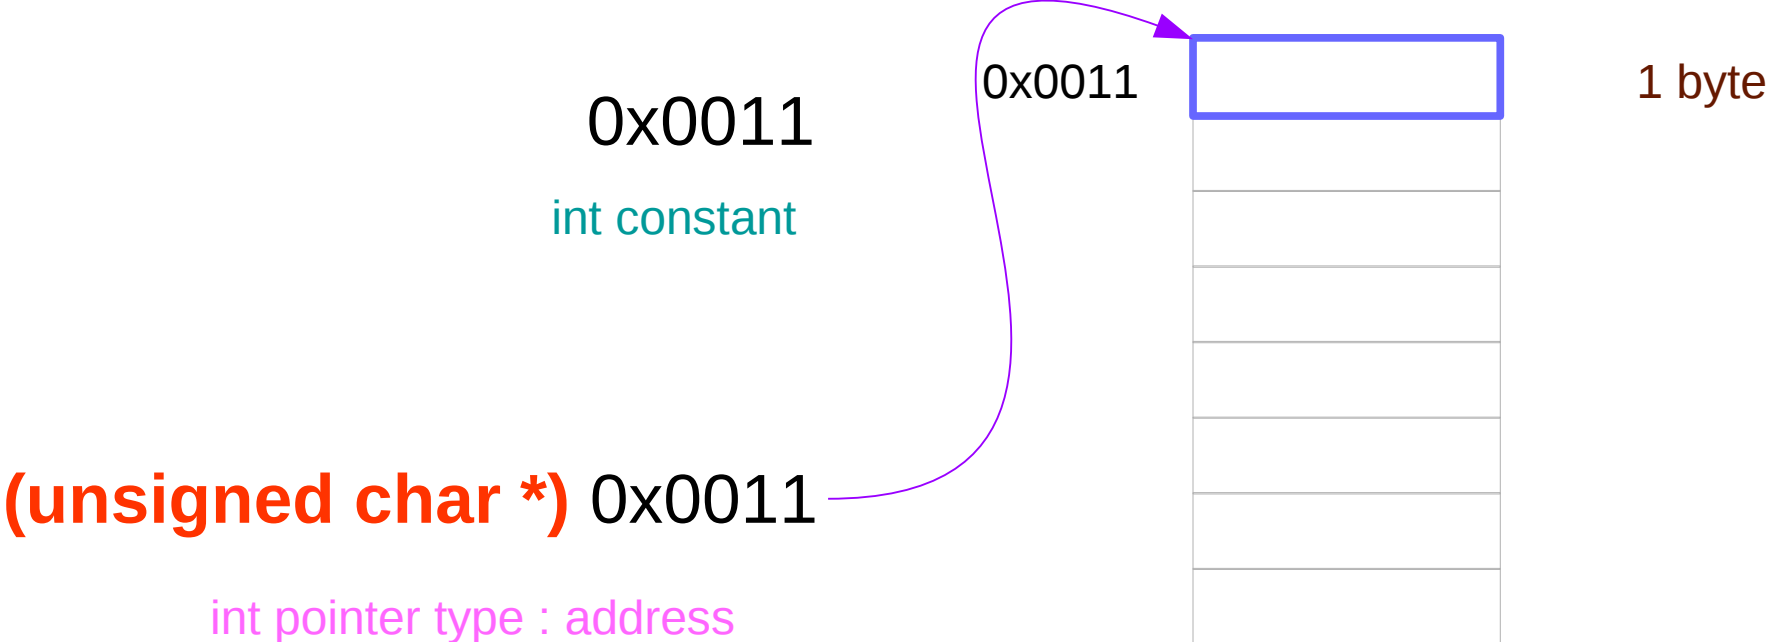 0x0011
int constant
0x0011
1 byte
(unsigned char *) 0x0011
int pointer type : address